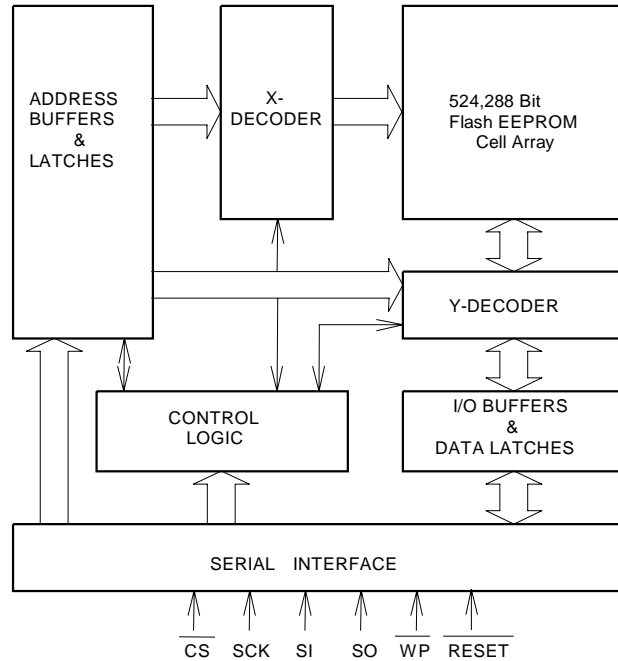 ADDRESS
BUFFERS
&
LATCHES
X-
DECODER
524,288 Bit
Flash EEPROM
Cell Array
Y-DECODER
CONTROL
LOGIC
I/O BUFFERS
&
DATA LATCHES
SERIAL INTERFACE
CS SCK SI SO WP RESET